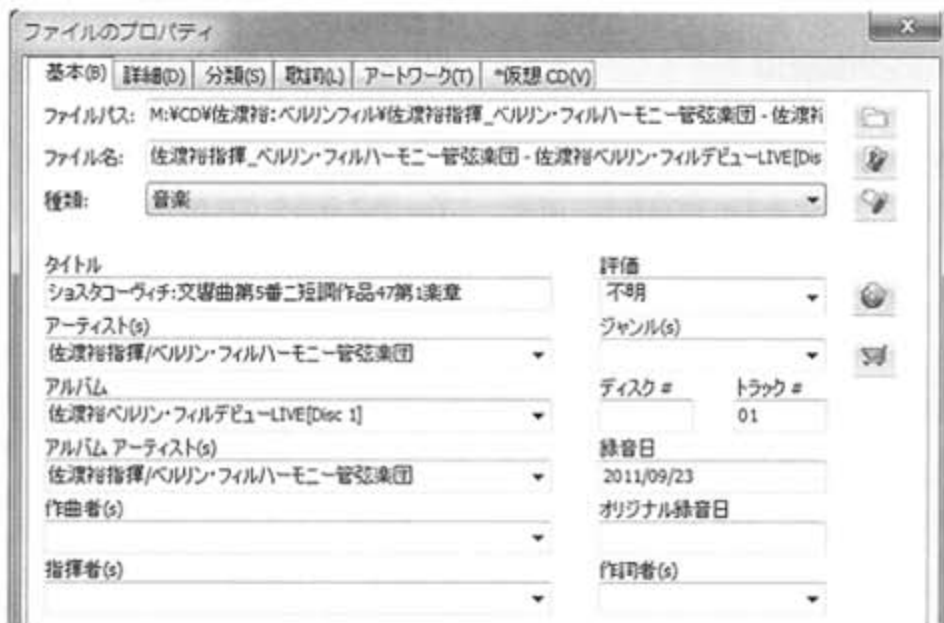 ファイルのプロパティ
基本(B) 詳細(D) 分類(S) 歌詞(L) アートワーク(T) *仮想 CD(V)
ファイルパス: M:¥CD¥佐渡裕:ベルリンフィル¥佐渡裕指揮_ベルリン・フィルハーモニー管弦楽団 - 佐渡裕
ファイル名: 佐渡裕指揮_ベルリン・フィルハーモニー管弦楽団 - 佐渡裕ベルリン・フィルデビューLIVE[Dis
種類: 音楽
タイトル 評価
ショスタコーヴィチ:交響曲第5番ニ短調作品47第1楽章 不明
アーティスト(s) ジャンル(s)
佐渡裕指揮/ベルリン・フィルハーモニー管弦楽団
アルバム ディスク # トラック #
佐渡裕ベルリン・フィルデビューLIVE[Disc 1] 01
アルバム アーティスト(s) 録音日
佐渡裕指揮/ベルリン・フィルハーモニー管弦楽団 2011/09/23
作曲者(s) オリジナル録音日
指揮者(s) 作詞者(s)